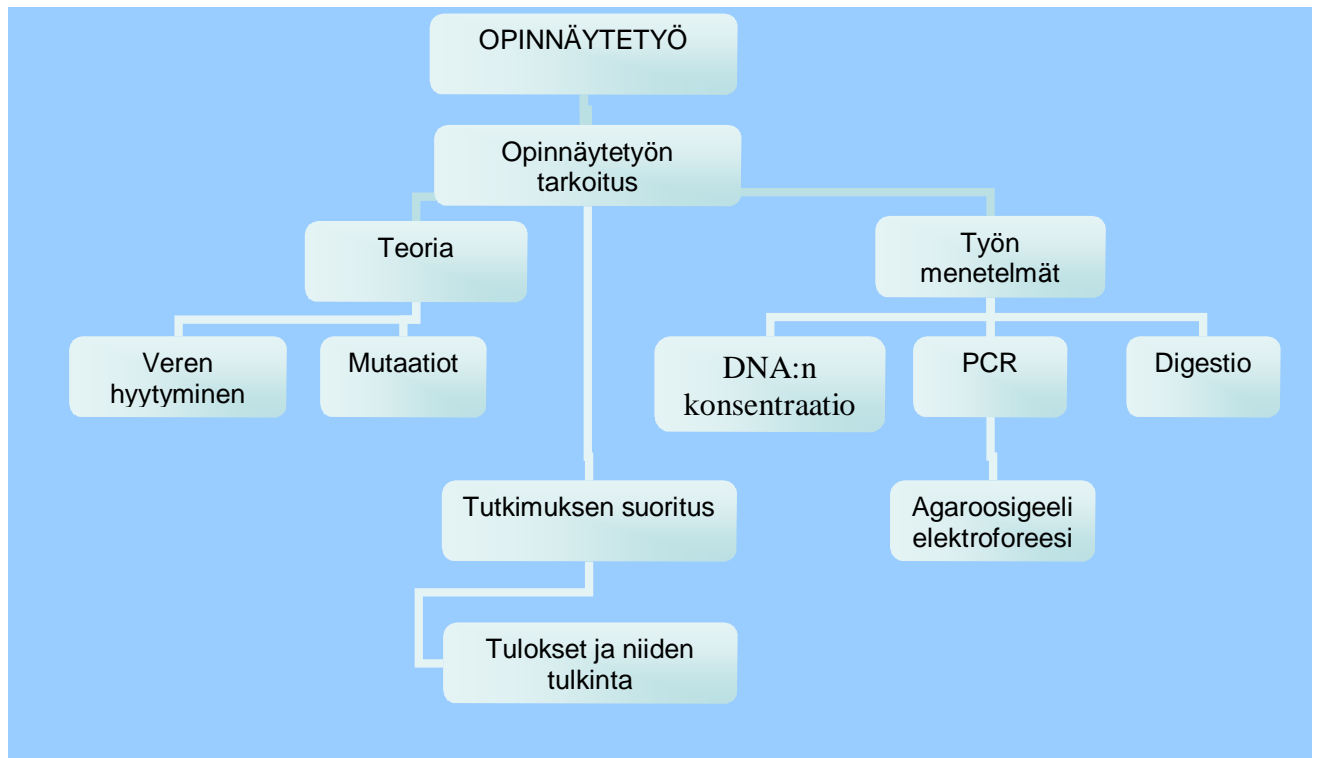 OPINNÄYTETYÖ
Opinnäytetyön
tarkoitus
Teoria
Työn
menetelmät
Veren
hyytyminen
Mutaatiot
DNA:n
konsentraatio
PCR
Digestio
Tutkimuksen suoritus
Agaroosigeeli
elektroforeesi
Tulokset ja niiden
tulkinta